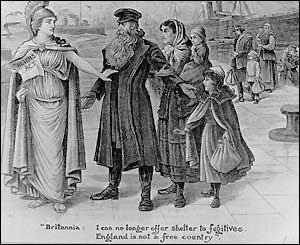 "Britannia: I can no longer offer shelter to fugitives.
England is not a free country".